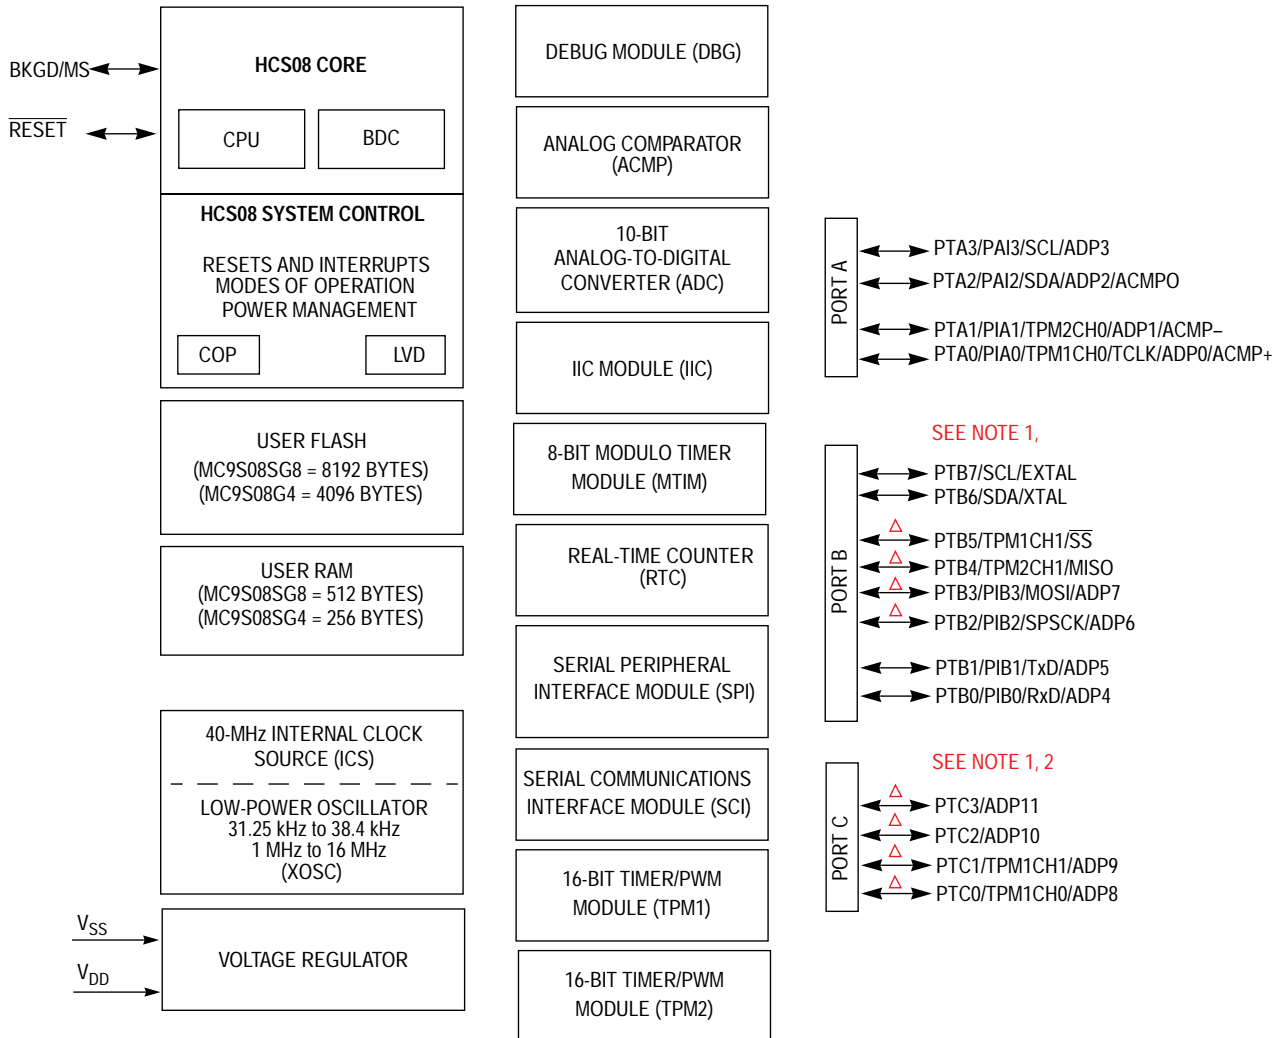 BKGD/MS
RESET
HCS08 CORE
CPU
BDC
HCS08 SYSTEM CONTROL
RESETS AND INTERRUPTS
MODES OF OPERATION
POWER MANAGEMENT
COP
LVD
USER FLASH
(MC9S08SG8 = 8192 BYTES)
(MC9S08G4 = 4096 BYTES)
USER RAM
(MC9S08SG8 = 512 BYTES)
(MC9S08SG4 = 256 BYTES)
40-MHz INTERNAL CLOCK
SOURCE (ICS)
LOW-POWER OSCILLATOR
31.25 kHz to 38.4 kHz
1 MHz to 16 MHz
(XOSC)
VSS
VDD
VOLTAGE REGULATOR
DEBUG MODULE (DBG)
ANALOG COMPARATOR
(ACMP)
10-BIT
ANALOG-TO-DIGITAL
CONVERTER (ADC)
IIC MODULE (IIC)
8-BIT MODULO TIMER
MODULE (MTIM)
REAL-TIME COUNTER
(RTC)
SERIAL PERIPHERAL
INTERFACE MODULE (SPI)
SERIAL COMMUNICATIONS
INTERFACE MODULE (SCI)
16-BIT TIMER/PWM
MODULE (TPM1)
16-BIT TIMER/PWM
MODULE (TPM2)
PORT A
PTA3/PAI3/SCL/ADP3
PTA2/PAI2/SDA/ADP2/ACMPO
PTA1/PIA1/TPM2CH0/ADP1/ACMP–
PTA0/PIA0/TPM1CH0/TCLK/ADP0/ACMP+
SEE NOTE 1,
PORT B
PTB7/SCL/EXTAL
PTB6/SDA/XTAL
PTB5/TPM1CH1/SS
PTB4/TPM2CH1/MISO
PTB3/PIB3/MOSI/ADP7
PTB2/PIB2/SPSCK/ADP6
PTB1/PIB1/TxD/ADP5
PTB0/PIB0/RxD/ADP4
SEE NOTE 1, 2
PORT C
PTC3/ADP11
PTC2/ADP10
PTC1/TPM1CH1/ADP9
PTC0/TPM1CH0/ADP8